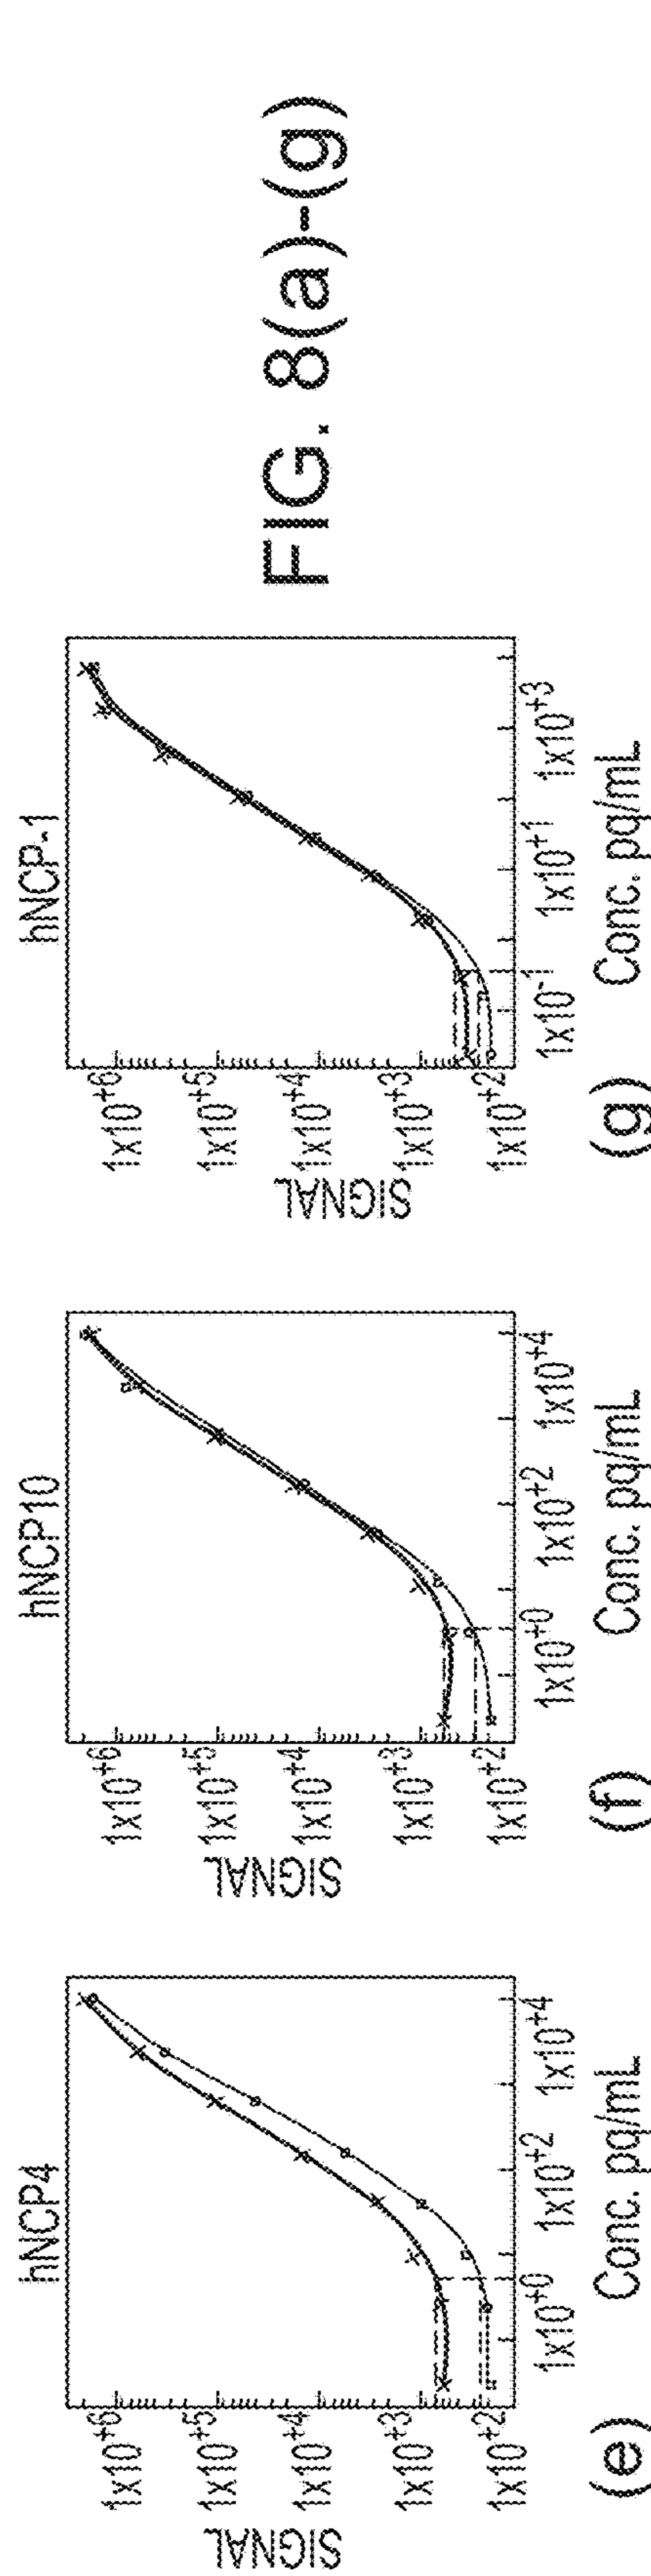 hNCP4
SIGNAL
1x10+6
1x10+5
1x10+4
1x10+3
1x10+2
1x10+0
1x10+2
1x10+4
(e) Conc. pq/mL
hNCP10
SIGNAL
1x10+6
1x10+5
1x10+4
1x10+3
1x10+2
1x10+0
1x10+2
1x10+4
(f) Conc. pq/mL
hNCP-1
SIGNAL
1x10+6
1x10+5
1x10+4
1x10+3
1x10+2
1x10-1
1x10+1
1x10+3
(g) Conc. pq/mL
FIG. 8(a)-(g)